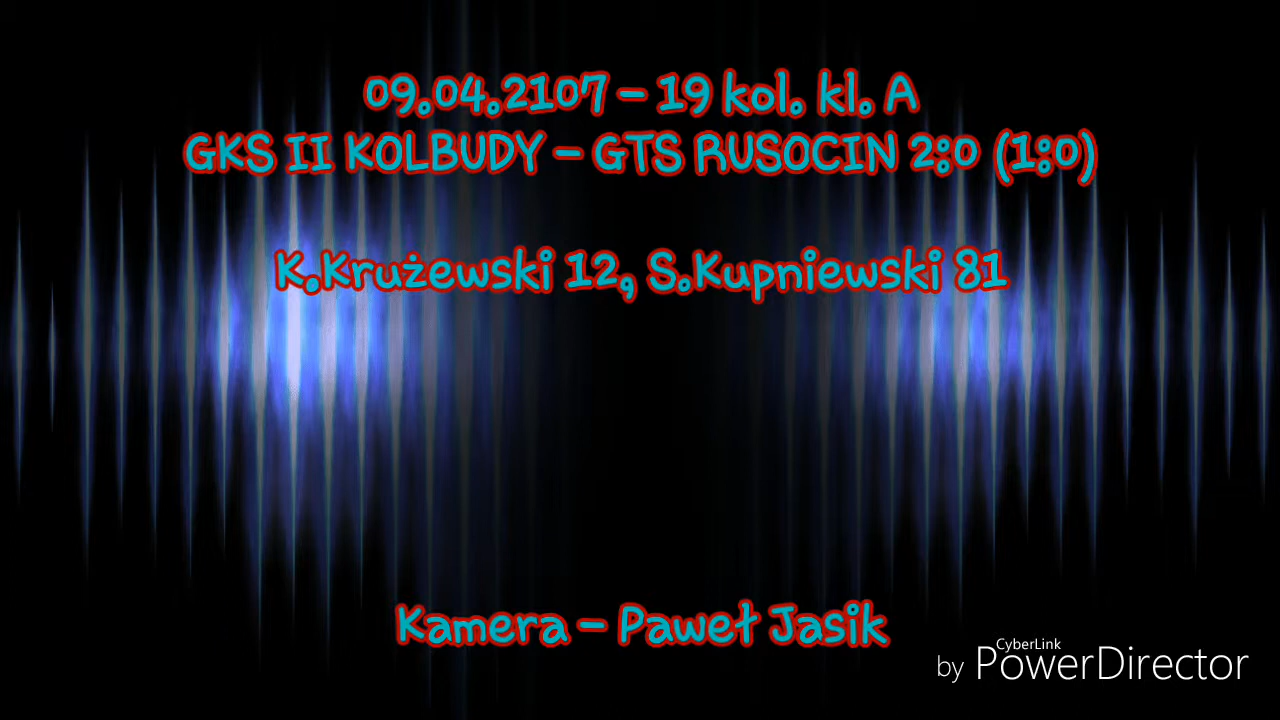 09.04.2107 - 19 kol. kl. A
GKS II KOLBUDY - GTS RUSOCIN 2:0 (1:0)
K.Krużewski 12, S.Kupniewski 81
Kamera - Paweł Jasik
CyberLink
by PowerDirector